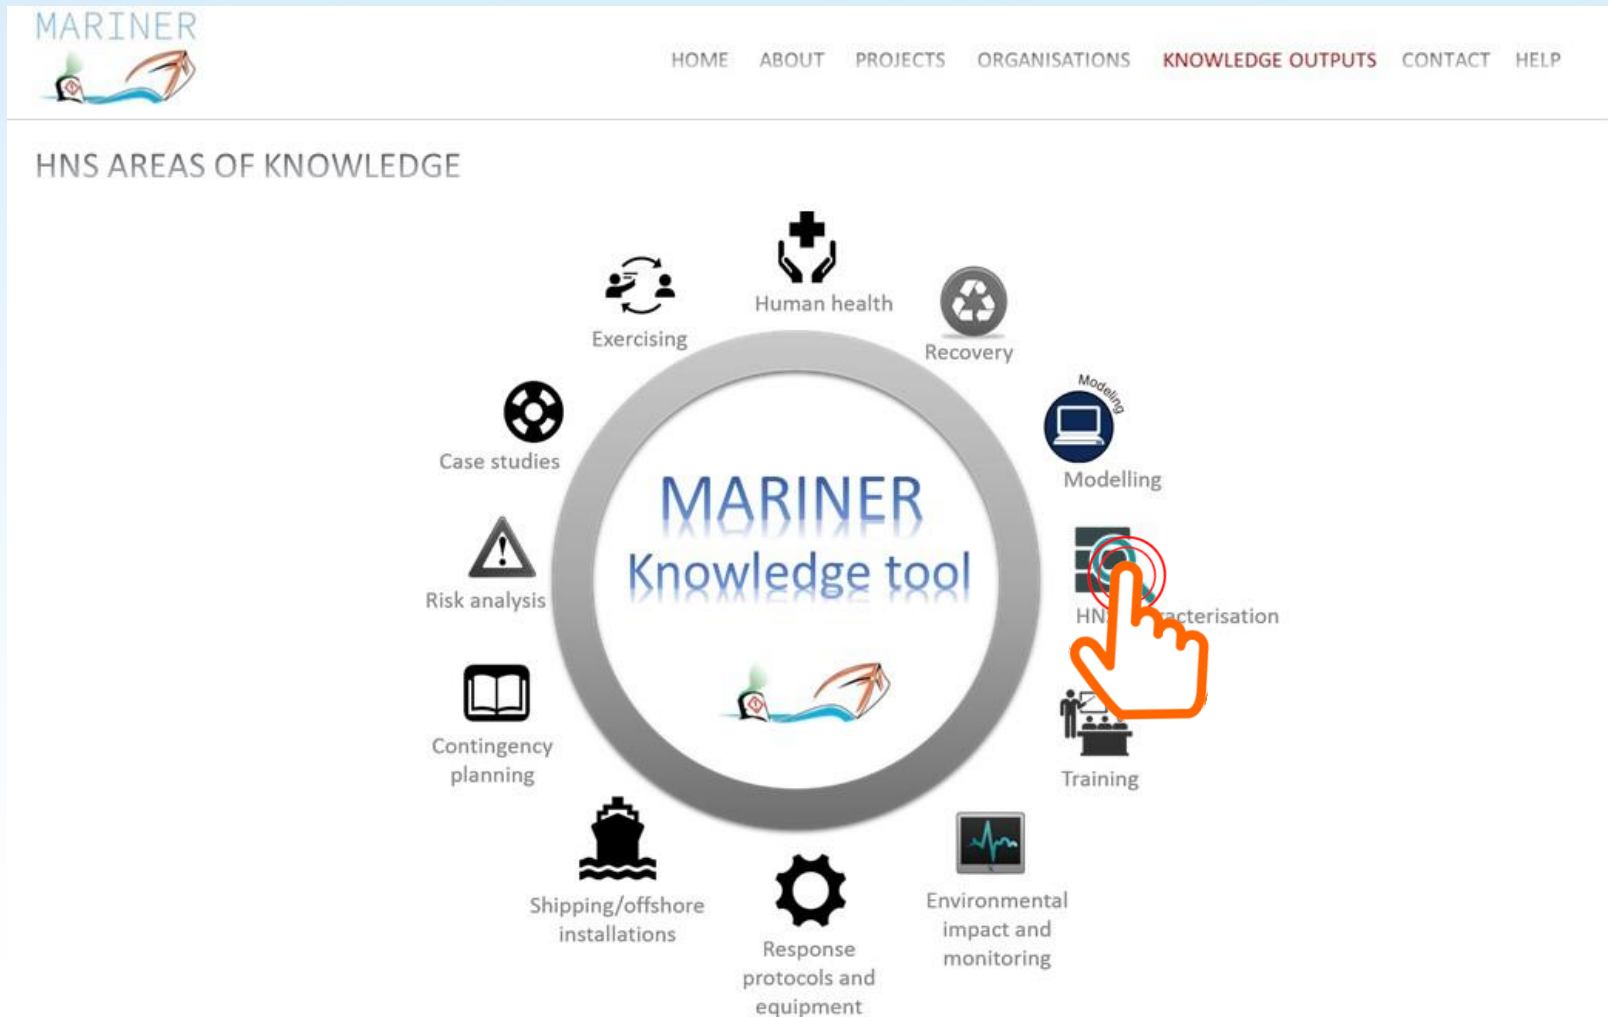 MARINER
HOME ABOUT PROJECTS ORGANISATIONS KNOWLEDGE OUTPUTS CONTACT HELP
HNS AREAS OF KNOWLEDGE
Human health
Exercising
Recovery
Modeling
Case studies
Modelling
MARINER
Knowledge tool
Risk analysis
Contingency
planning
Training
Shipping/offshore
installations
Environmental
impact and
monitoring
Response
protocols and
equipment